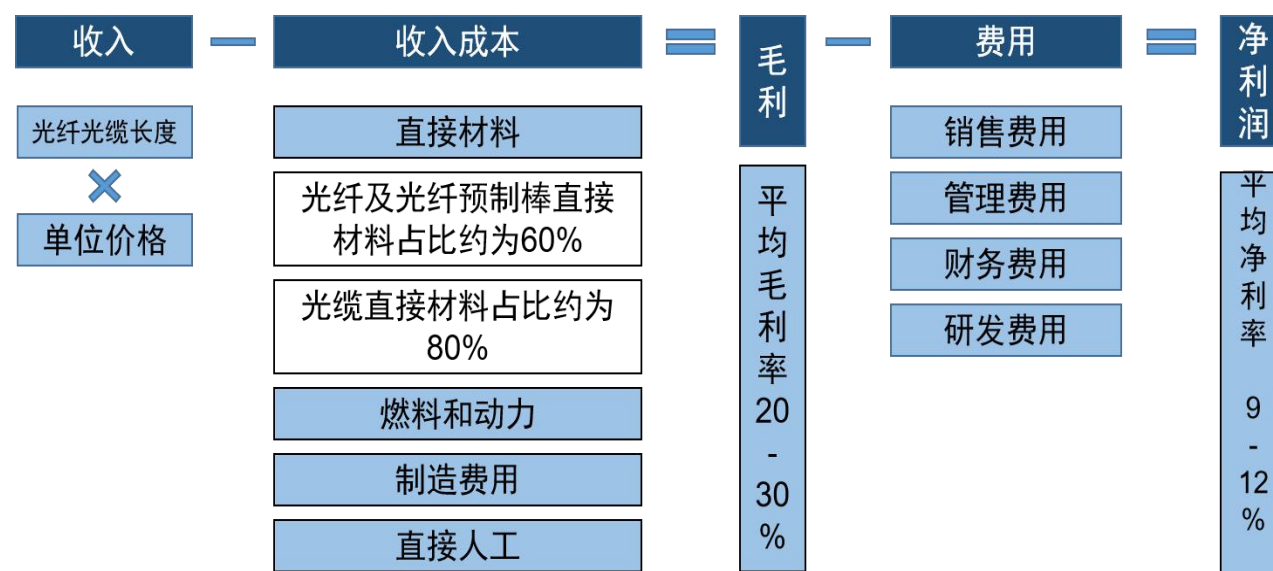 收入
收入成本
毛利
费用
净利润
光纤光缆长度
单位价格
直接材料
光纤及光纤预制棒直接
材料占比约为60%
光缆直接材料占比约为
80%
燃料和动力
制造费用
直接人工
平均毛利率20-30%
销售费用
管理费用
财务费用
研发费用
平均净利率 9-12%